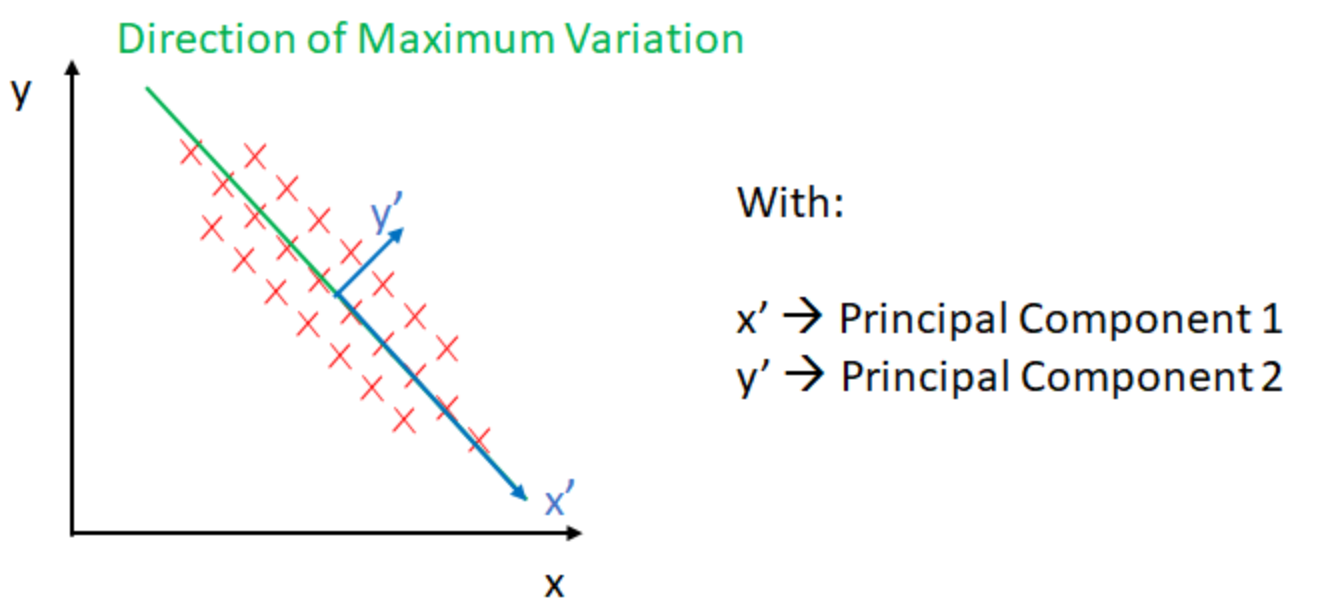 Direction of Maximum Variation
y
y’
With:
x’ → Principal Component 1
y’ → Principal Component 2
x’
x